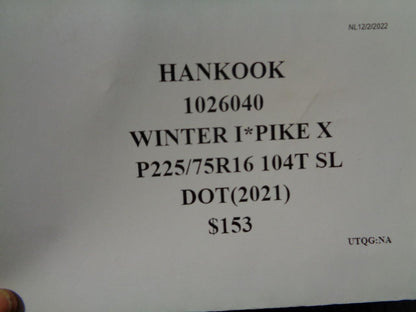 NL12/2/2022
HANKOOK
1026040
WINTER I*PIKE X
P225/75R16 104T SL
DOT(2021)
$153
UTQG:NA